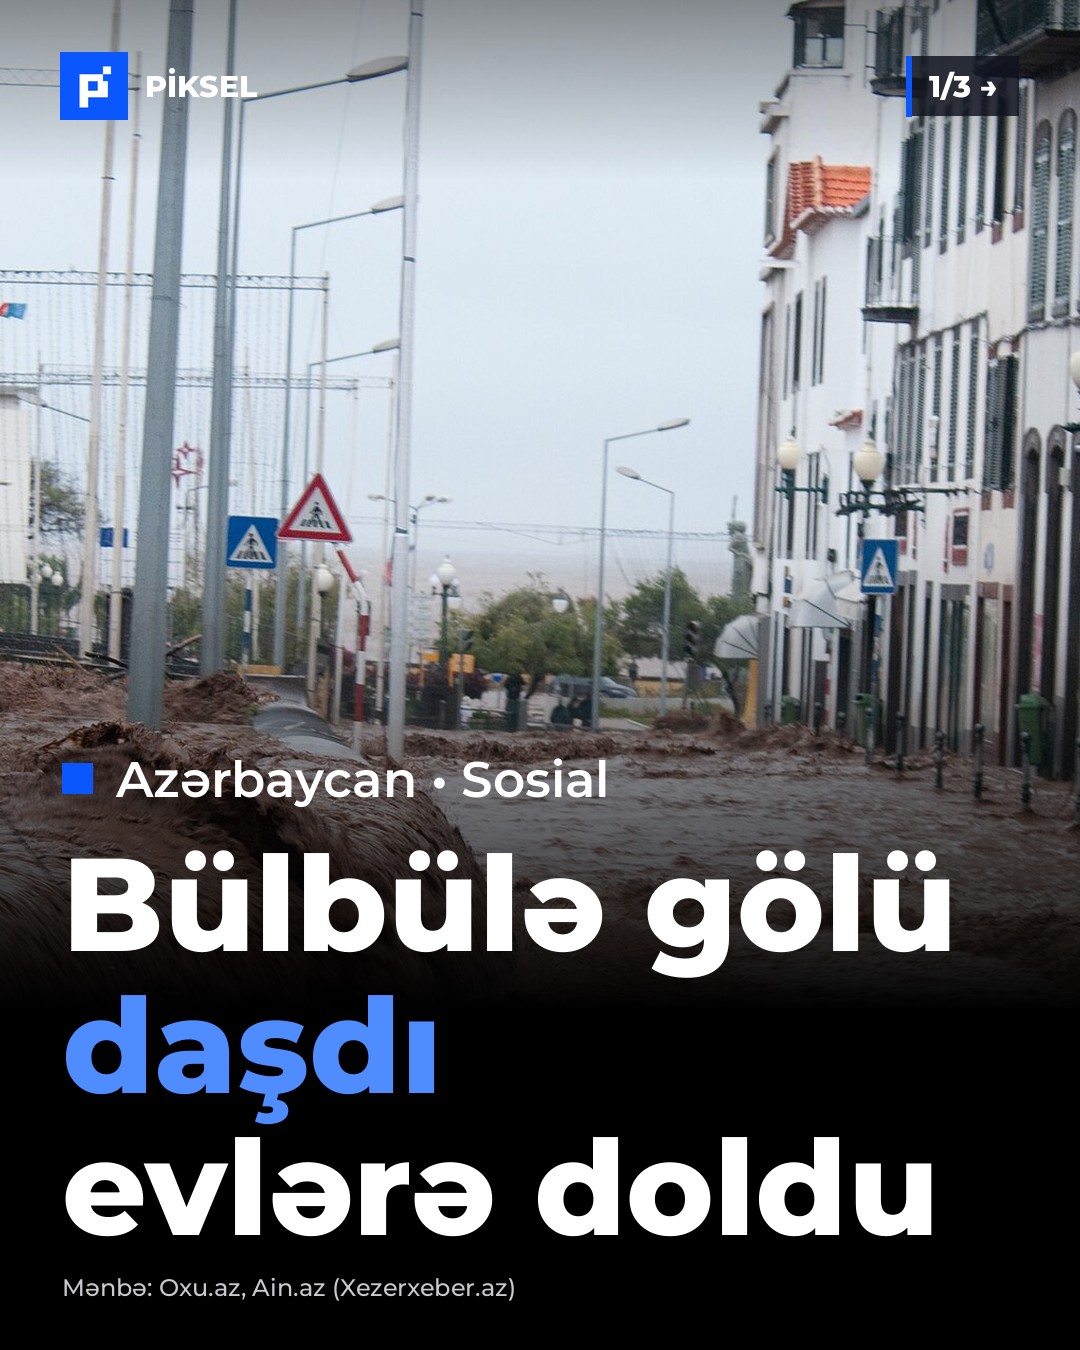 PİKSEL
1/3 →
Azərbaycan • Sosial
Bülbülə gölü
daşdı
evlərə doldu
Mənbə: Oxu.az, Ain.az (Xezerxeber.az)